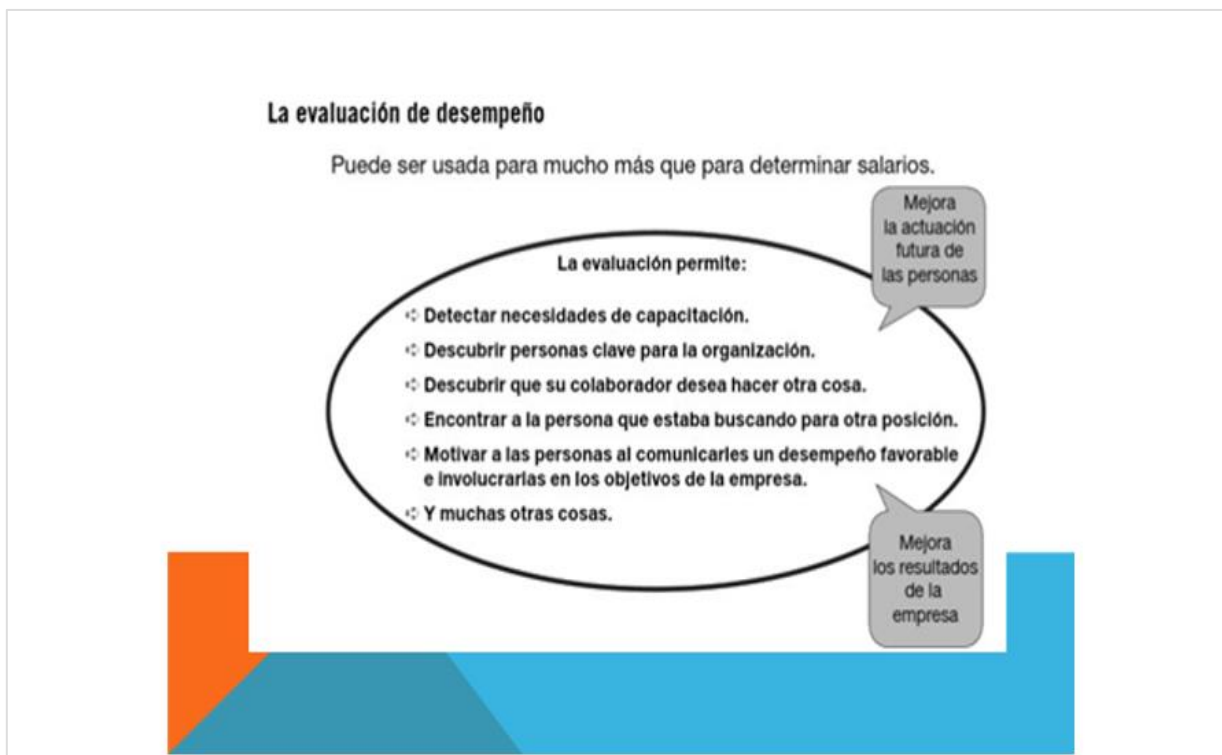 La evaluación de desempeño
Puede ser usada para mucho más que para determinar salarios.
Mejora
la actuación
futura de
las personas
La evaluación permite:
➪ Detectar necesidades de capacitación.
➪ Descubrir personas clave para la organización.
➪ Descubrir que su colaborador desea hacer otra cosa.
➪ Encontrar a la persona que estaba buscando para otra posición.
➪ Motivar a las personas al comunicarles un desempeño favorable
e involucrarlas en los objetivos de la empresa.
➪ Y muchas otras cosas.
Mejora
los resultados
de la
empresa